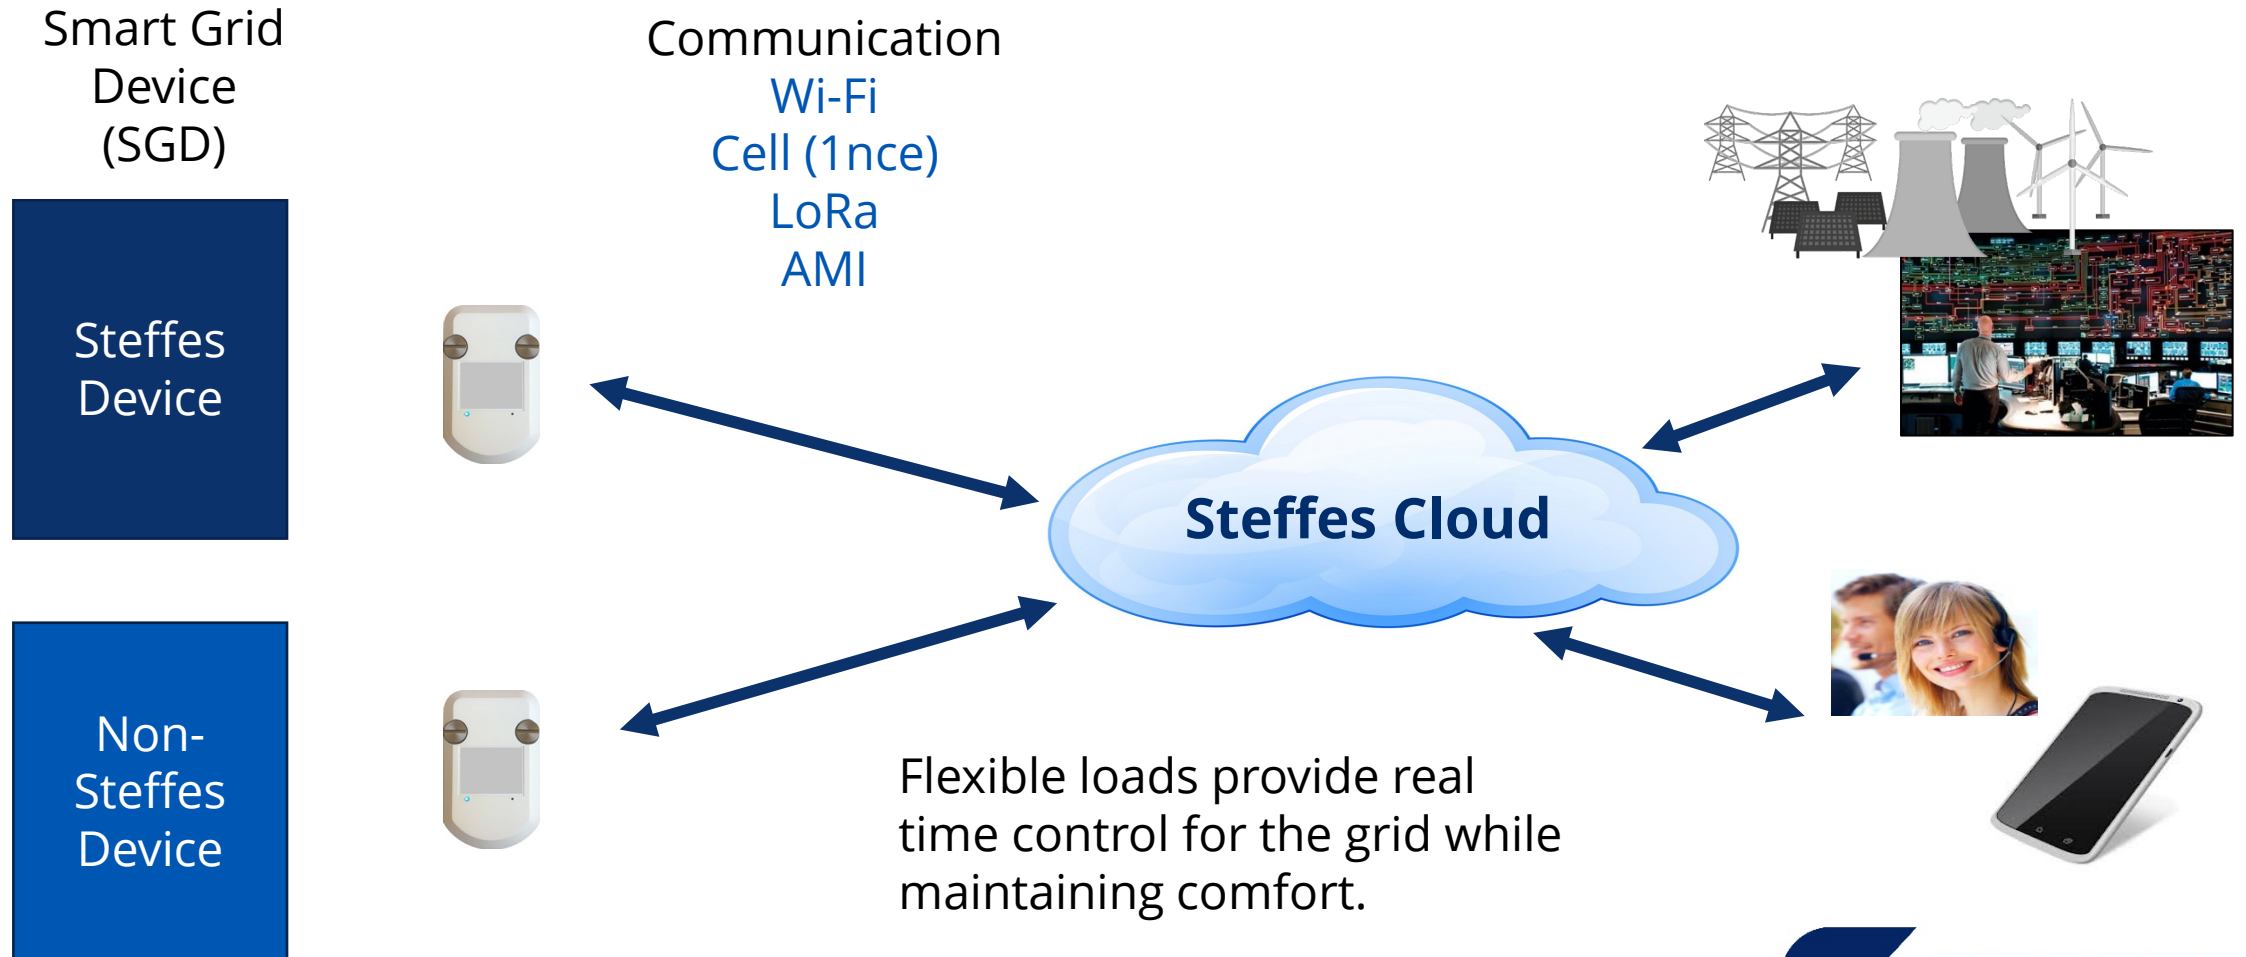 Smart Grid
Device
(SGD)
Communication
Wi-Fi
Cell (1nce)
LoRa
AMI
Steffes
Device
Steffes Cloud
Non-
Steffes
Device
Flexible loads provide real
time control for the grid while
maintaining comfort.